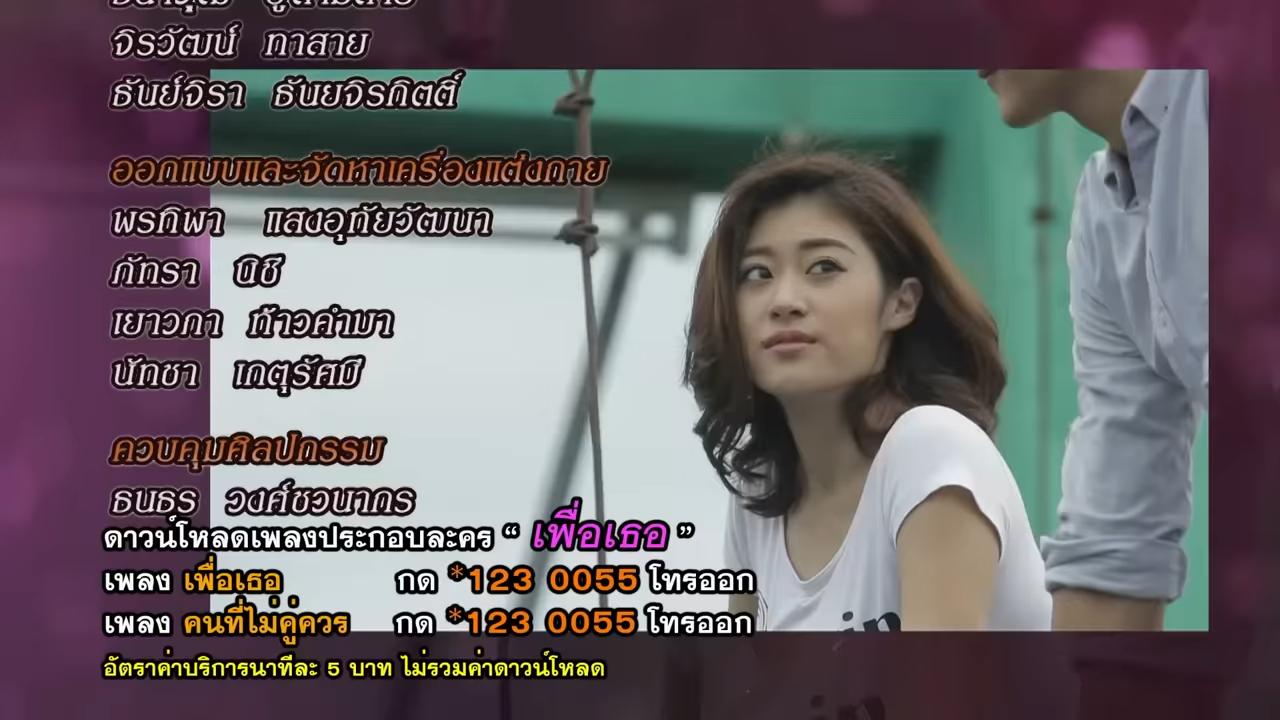 จิรวัฒน์ ทาสาย
ธันย์จิรา ธันยจิรกิตติ์
ออกแบบและจัดหาเครื่องแต่งกาย
พรทิพา แสงอุทัยวัฒนา
ภัทรา พิชิ
เยาวภา ท้าวคำมา
นัทชา เกตุรัศมี
ควบคุมศิลปกรรม
ธนธร วงศ์ชวนากร
ดาวน์โหลดเพลงประกอบละคร “ เพื่อเธอ ”
เพลง เพื่อเธอ กด *123 0055 โทรออก
เพลง คนที่ไม่คู่ควร กด *123 0055 โทรออก
อัตราค่าบริการนาทีละ 5 บาท ไม่รวมค่าดาวน์โหลด